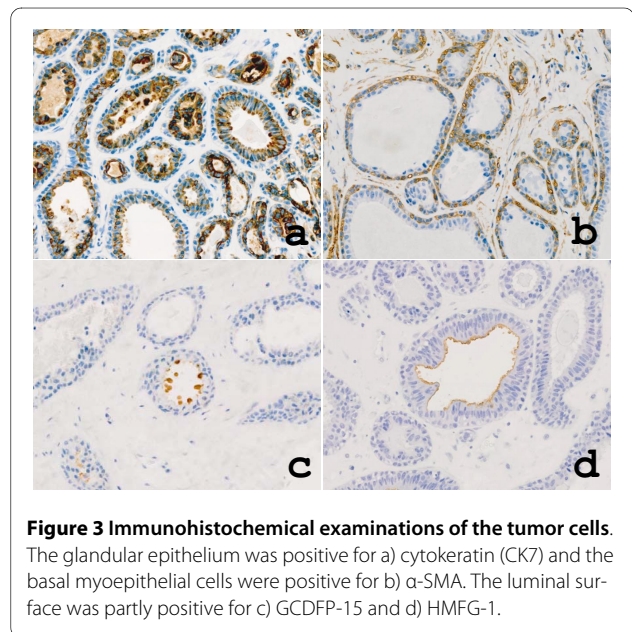 a
b
c
d
Figure 3 Immunohistochemical examinations of the tumor cells.
The glandular epithelium was positive for a) cytokeratin (CK7) and the
basal myoepithelial cells were positive for b) α-SMA. The luminal sur-
face was partly positive for c) GCDFP-15 and d) HMFG-1.